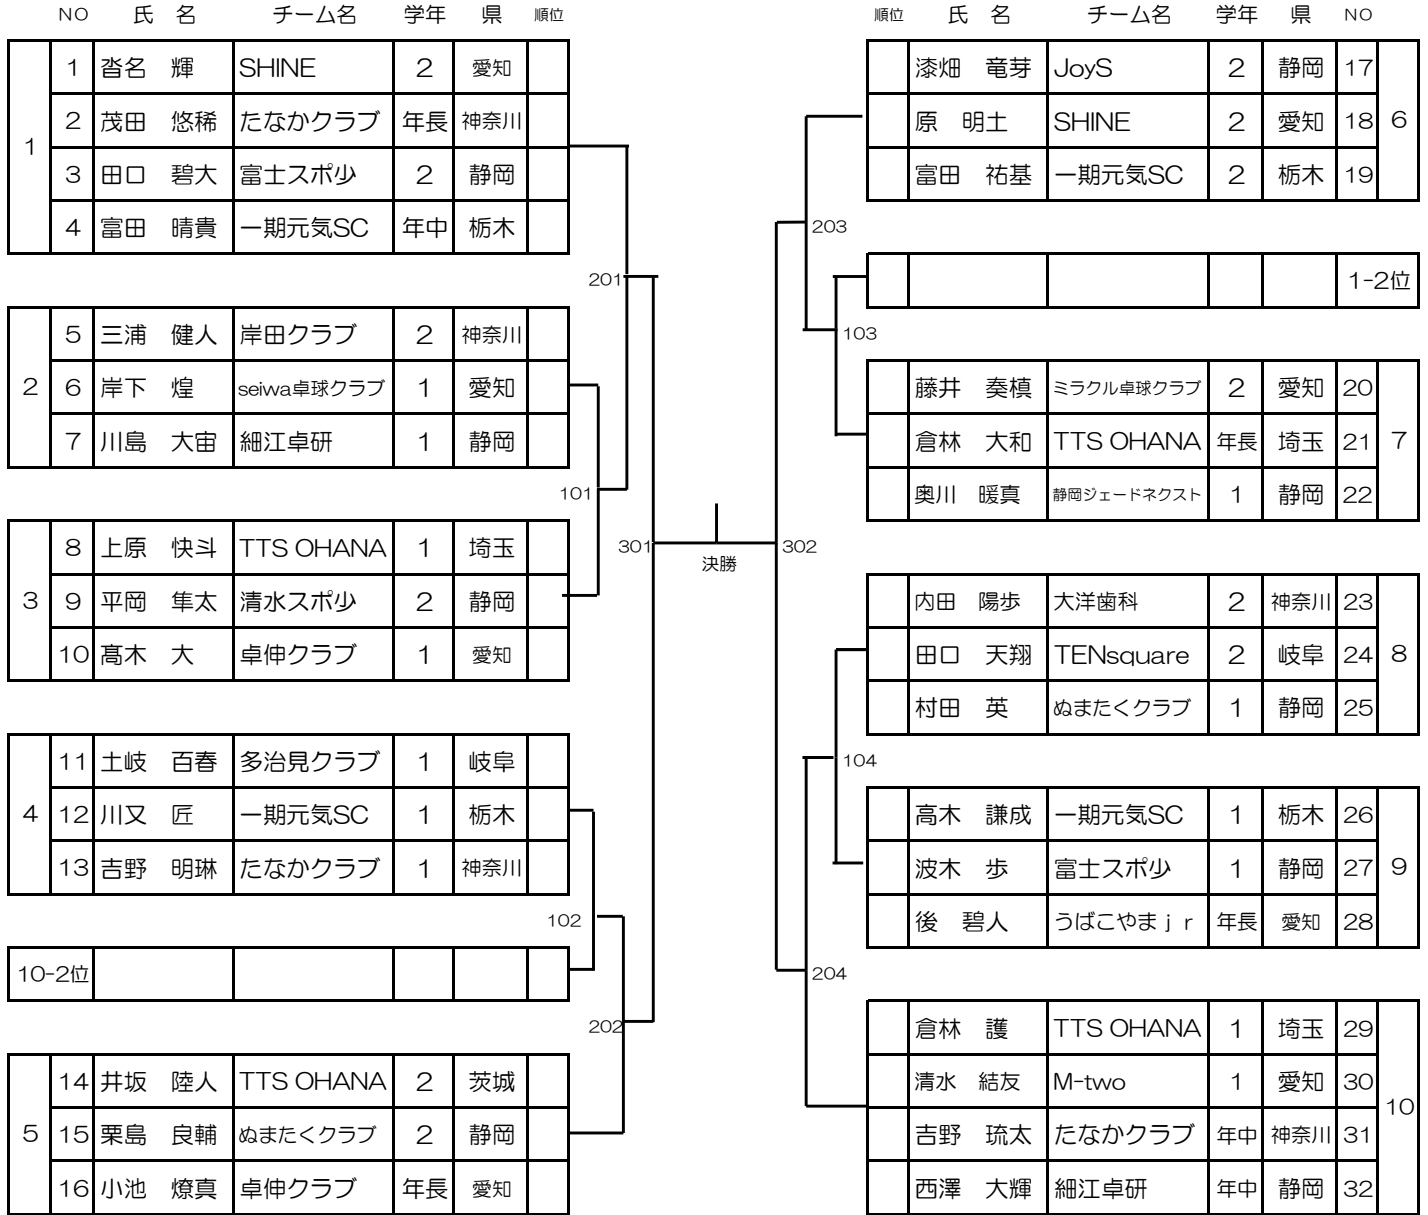 NO 氏 名 チーム名 学年 県 順位
1
1 沓名 輝 SHINE 2 愛知
2 茂田 悠稀 たなかクラブ 年長 神奈川
3 田口 碧大 富士スポ少 2 静岡
4 富田 晴貴 一期元気SC 年中 栃木
2
5 三浦 健人 岸田クラブ 2 神奈川
6 岸下 煌 seiwa卓球クラブ 1 愛知
7 川島 大宙 細江卓研 1 静岡
3
8 上原 快斗 TTS OHANA 1 埼玉
9 平岡 隼太 清水スポ少 2 静岡
10 髙木 大 卓伸クラブ 1 愛知
4
11 土岐 百春 多治見クラブ 1 岐阜
12 川又 匠 一期元気SC 1 栃木
13 吉野 明琳 たなかクラブ 1 神奈川
10-2位
5
14 井坂 陸人 TTS OHANA 2 茨城
15 栗島 良輔 ぬまたくクラブ 2 静岡
16 小池 燎真 卓伸クラブ 年長 愛知
201
101
301
102
202
決勝
302
203
103
104
204
順位 氏 名 チーム名 学年 県 NO
漆畑 竜芽 JoyS 2 静岡 17
原 明士 SHINE 2 愛知 18
富田 祐基 一期元気SC 2 栃木 19
6
1-2位
藤井 奏槙 ミラクル卓球クラブ 2 愛知 20
倉林 大和 TTS OHANA 年長 埼玉 21
奥川 暖真 静岡ジェードネクスト 1 静岡 22
7
内田 陽歩 大洋歯科 2 神奈川 23
田口 天翔 TENsquare 2 岐阜 24
村田 英 ぬまたくクラブ 1 静岡 25
8
高木 謙成 一期元気SC 1 栃木 26
波木 歩 富士スポ少 1 静岡 27
後 碧人 うばこやまｊｒ 年長 愛知 28
9
倉林 護 TTS OHANA 1 埼玉 29
清水 結友 M-two 1 愛知 30
吉野 琉太 たなかクラブ 年中 神奈川 31
西澤 大輝 細江卓研 年中 静岡 32
10